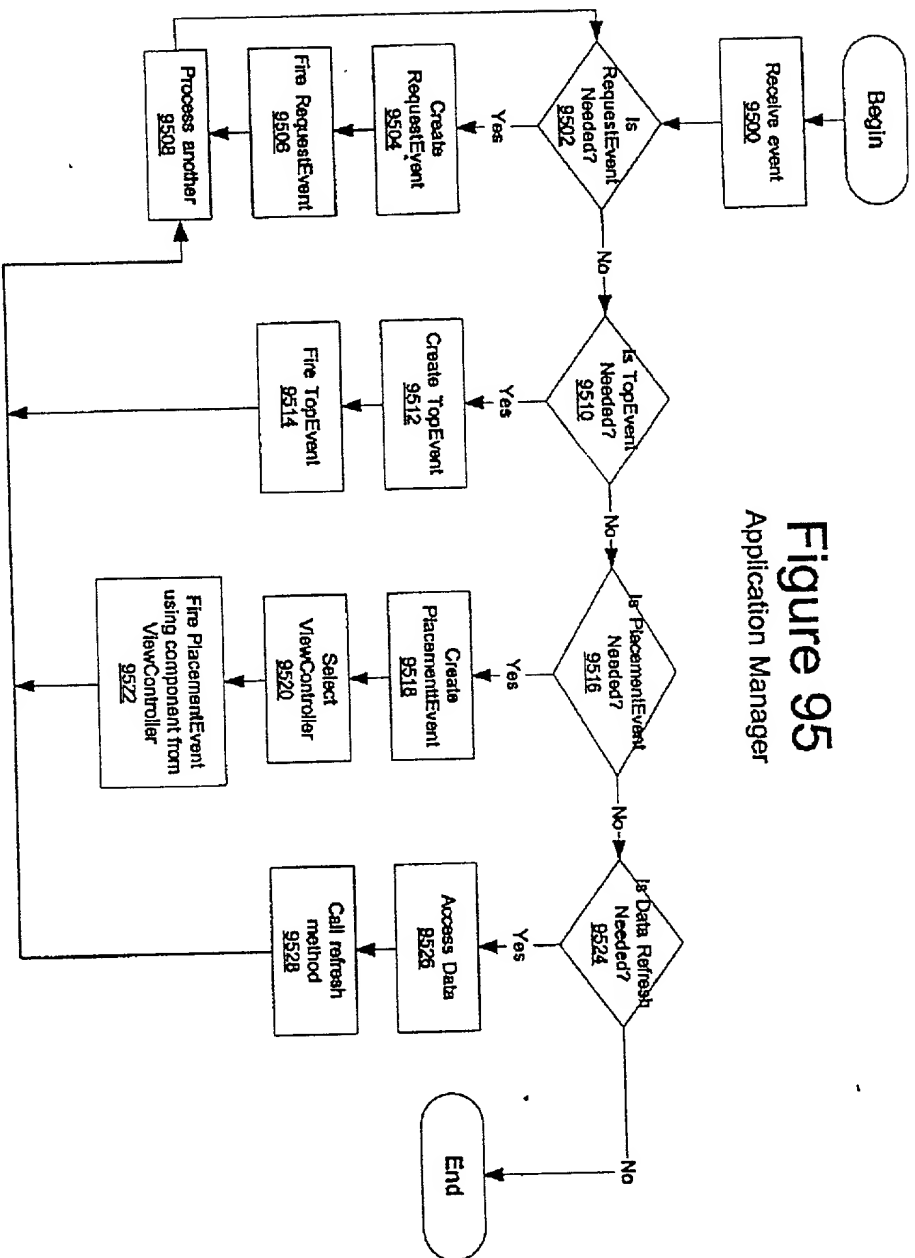 Figure 95
Application Manager
Begin
Receive event
9500
Is
RequestEvent
Needed?
9502
Yes
No
Create
RequestEvent
9504
Fire RequestEvent
9506
Process another
9508
Is TopEvent
Needed?
9510
Yes
No
Create TopEvent
9512
Fire TopEvent
9514
Is PlacementEvent
Needed?
9516
Yes
No
Create
PlacementEvent
9518
Select
ViewController
9520
Fire PlacementEvent
using component from
ViewController
9522
Is Data Refresh
Needed?
9524
Yes
No
Access Data
9526
Call refresh
method
9528
End